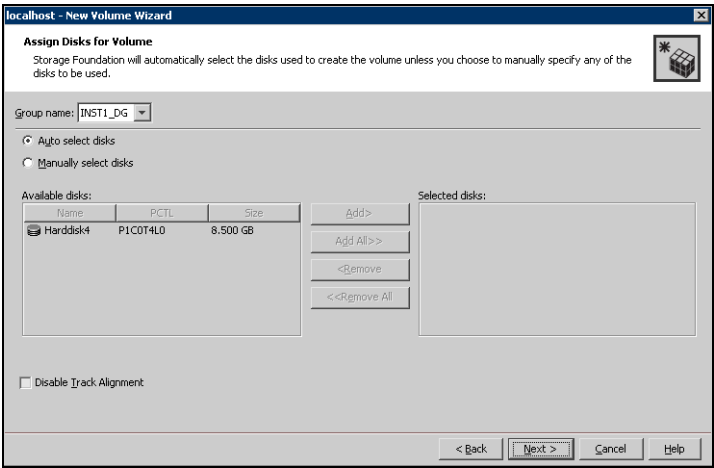 localhost - New Volume Wizard
Assign Disks for Volume
Storage Foundation will automatically select the disks used to create the volume unless you choose to manually specify any of the
disks to be used.
Group name: INST1_DG
Auto select disks
Manually select disks
Available disks:
Name PCTL Size
Harddisk4 P1C0T4L0 8.500 GB
Add>
Add All>>
<Remove
<<Remove All
Selected disks:
Disable Track Alignment
< Back Next > Cancel Help